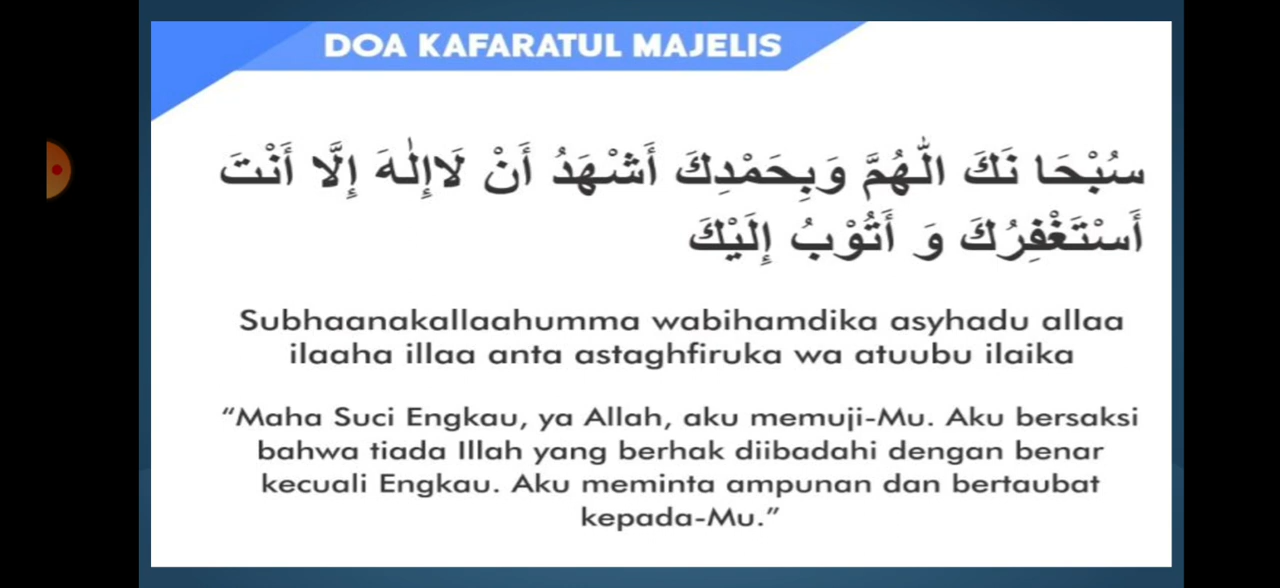 DOA KAFARATUL MAJELIS
سُبْحَا نَكَ اللّٰهُمَّ وَبِحَمْدِكَ أَشْهَدُ أَنْ لَاإِلٰهَ إِلَّا أَنْتَ
أَسْتَغْفِرُكَ وَ أَتُوْبُ إِلَيْكَ
Subhaanakallaahumma wabihamdika asyhadu allaa
ilaaha illaa anta astaghfiruka wa atuubu ilaika
“Maha Suci Engkau, ya Allah, aku memuji-Mu. Aku bersaksi
bahwa tiada Illah yang berhak diibadahi dengan benar
kecuali Engkau. Aku meminta ampunan dan bertaubat
kepada-Mu.”